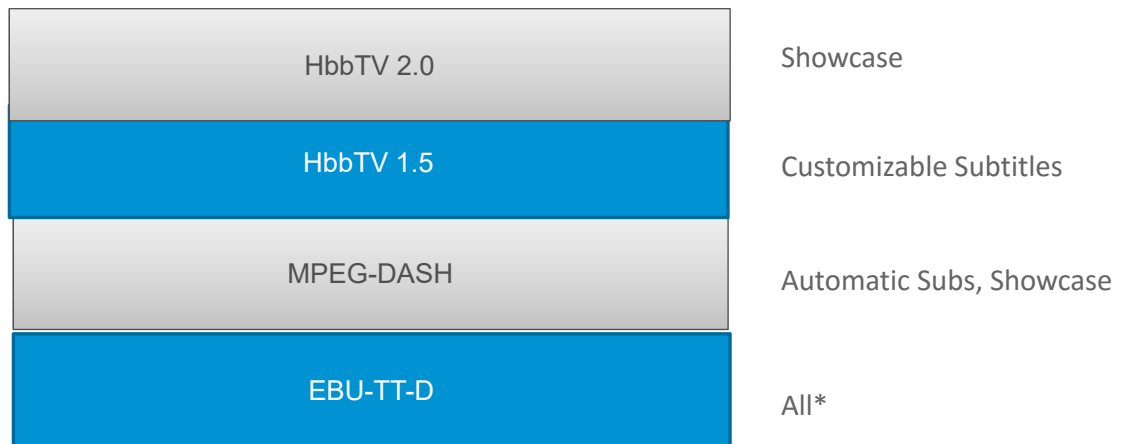 HbbTV 2.0
Showcase
HbbTV 1.5
Customizable Subtitles
MPEG-DASH
Automatic Subs, Showcase
EBU-TT-D
All*